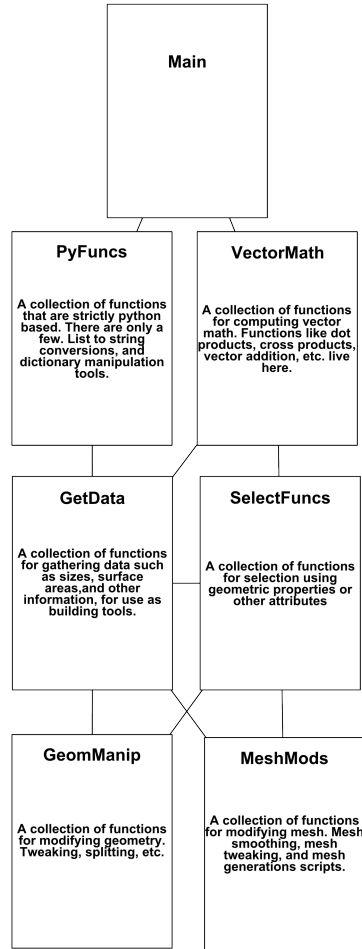 Main
PyFuncs
A collection of functions
that are strictly python
based. There are only a
few. List to string
conversions, and
dictionary manipulation
tools.
VectorMath
A collection of functions
for computing vector
math. Functions like dot
products, cross products,
vector addition, etc. live
here.
GetData
A collection of functions
for gathering data such
as sizes, surface
areas,and other
information, for use as
building tools.
SelectFuncs
A collection of functions
for selection using
geometric properties or
other attributes
GeomManip
A collection of functions
for modifying geometry.
Tweaking, splitting, etc.
MeshMods
A collection of functions
for modifying mesh. Mesh
smoothing, mesh
tweaking, and mesh
generations scripts.